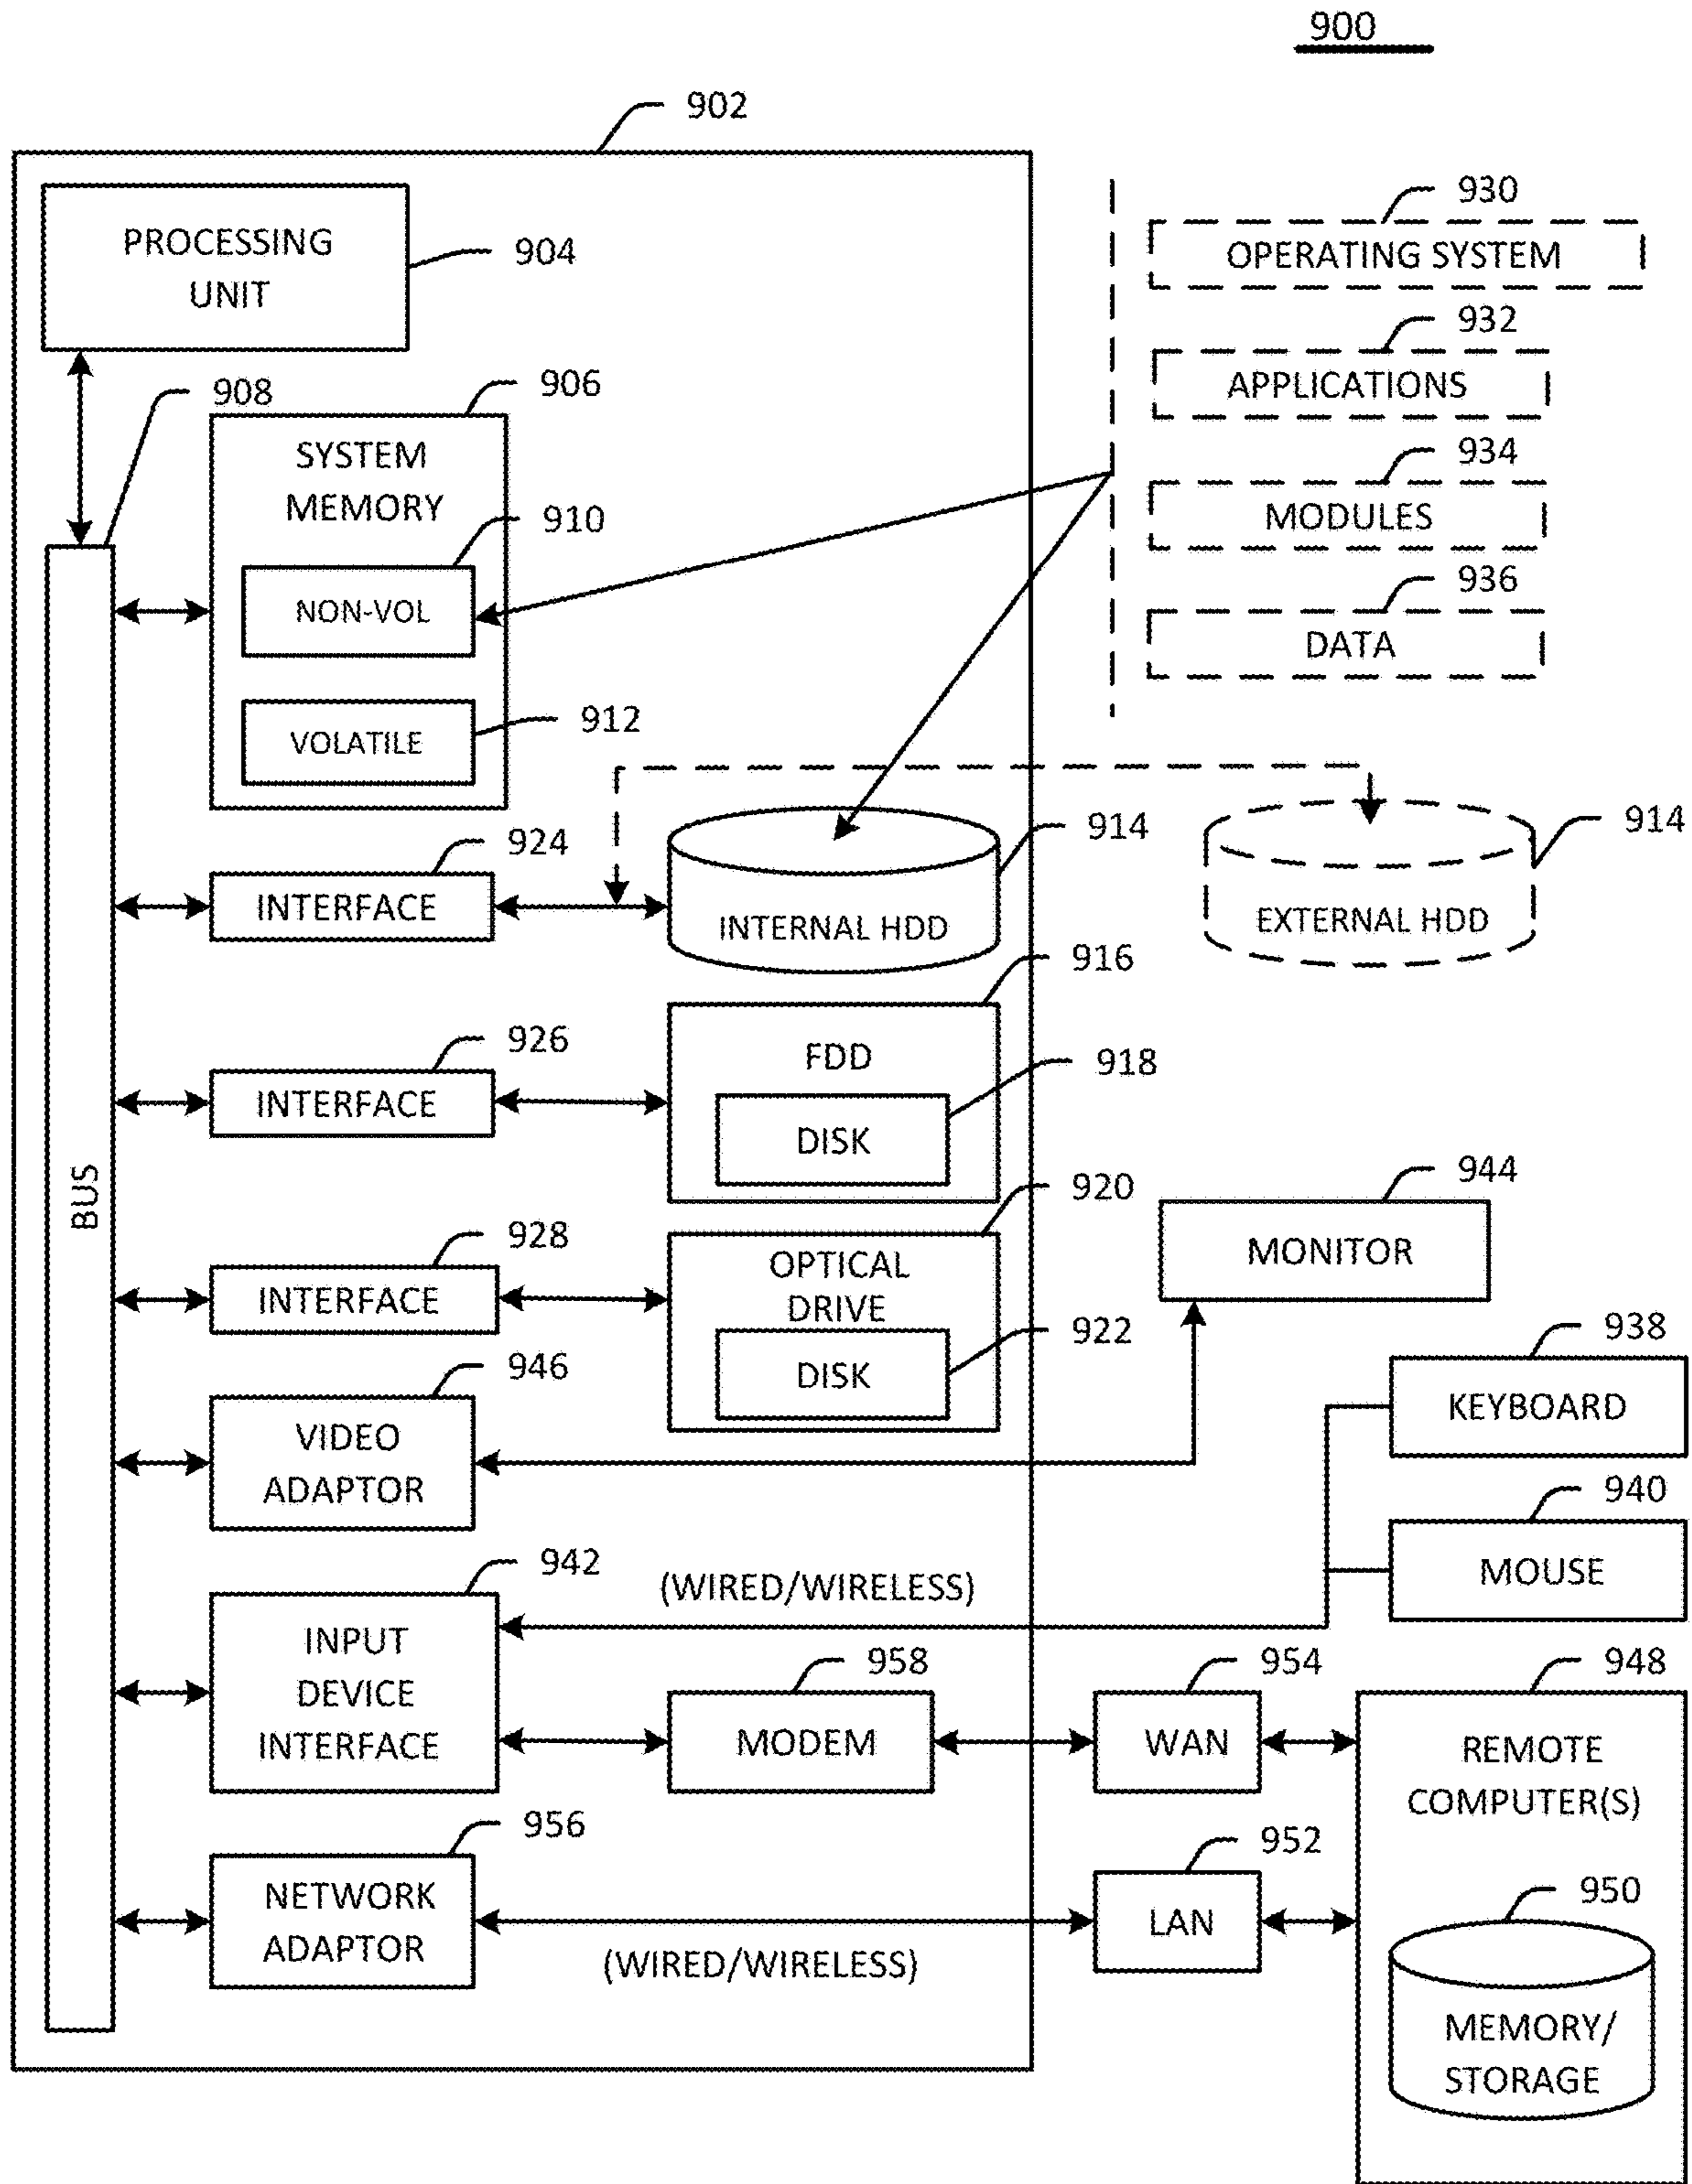 900
902
PROCESSING
UNIT
904
930
OPERATING SYSTEM
932
APPLICATIONS
934
MODULES
936
DATA
908
906
SYSTEM
MEMORY
910
NON-VOL
912
VOLATILE
924
INTERFACE
914
INTERNAL HDD
914
EXTERNAL HDD
916
FDD
926
INTERFACE
918
DISK
BUS
920
OPTICAL
DRIVE
928
INTERFACE
922
DISK
944
MONITOR
946
VIDEO
ADAPTOR
938
KEYBOARD
940
MOUSE
942
INPUT
DEVICE
INTERFACE
(WIRED/WIRELESS)
958
MODEM
954
WAN
948
REMOTE
COMPUTER(S)
956
NETWORK
ADAPTOR
(WIRED/WIRELESS)
952
LAN
950
MEMORY/
STORAGE